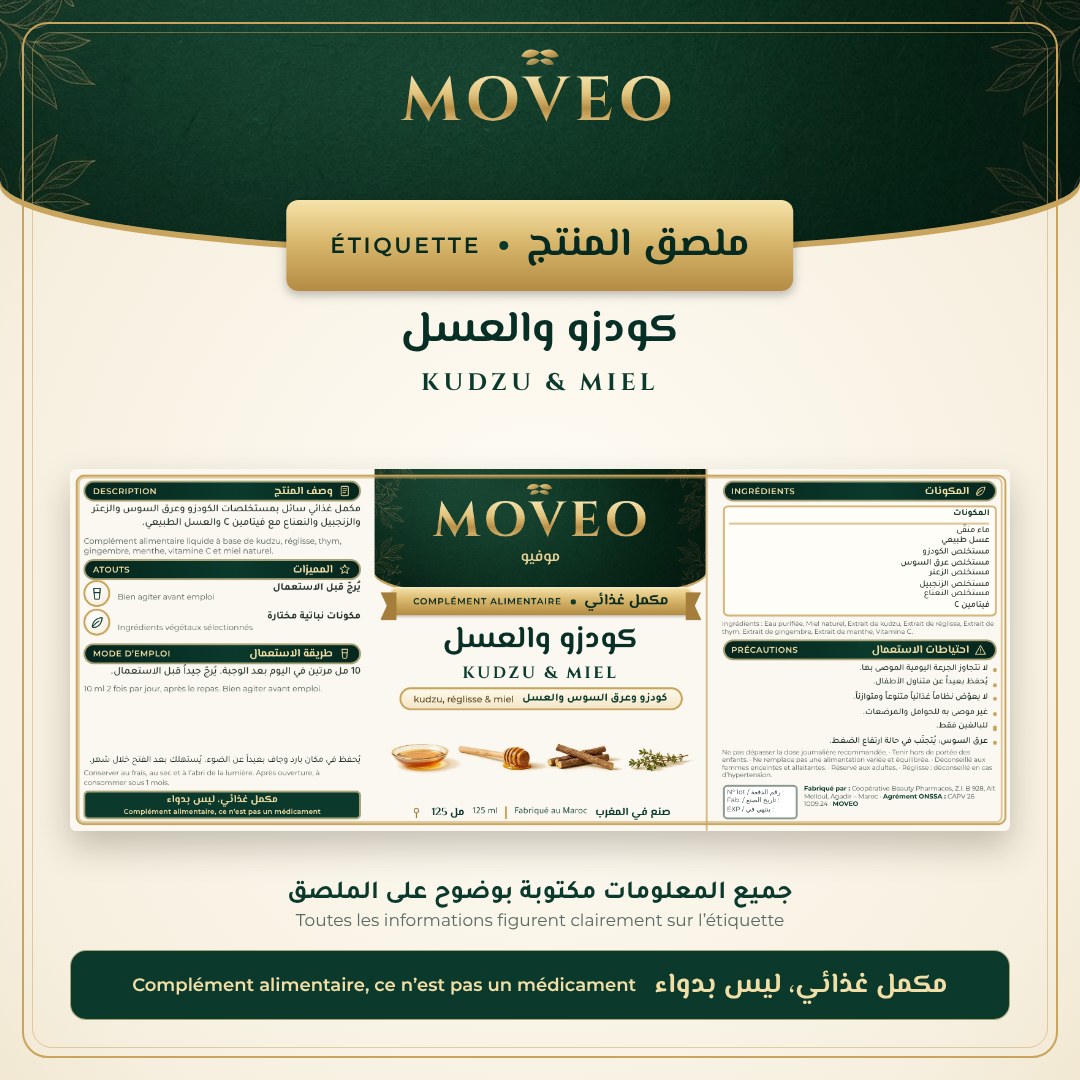 MOVEO
ÉTIQUETTE • ملصق المنتج
كودزو والعسل
KUDZU & MIEL
DESCRIPTION وصف المنتج
مكمل غذائي سائل بمستخلصات الكودزو وعرق السوس والزعتر
والزنجبيل والنعناع مع فيتامين C والعسل الطبيعي.
Complément alimentaire liquide à base de kudzu, réglisse, thym,
gingembre, menthe, vitamine C et miel naturel.
ATOUTS المميزات
يُرجّ قبل الاستعمال
Bien agiter avant emploi
مكونات نباتية مختارة
Ingrédients végétaux sélectionnés
MODE D'EMPLOI طريقة الاستعمال
10 مل مرتين في اليوم بعد الوجبة. يُرجّ جيداً قبل الاستعمال.
10 ml 2 fois par jour, après le repas. Bien agiter avant emploi.
يُحفظ في مكان بارد وجاف بعيداً عن الضوء. يُستهلك بعد الفتح خلال شهر.
Conserver au frais, au sec et à l'abri de la lumière. Après ouverture, à
consommer sous 1 mois.
مكمل غذائي، ليس بدواء
Complément alimentaire, ce n'est pas un médicament
MOVEO
موفيو
COMPLÉMENT ALIMENTAIRE • مكمل غذائي
كودزو والعسل
KUDZU & MIEL
kudzu, réglisse & miel كودزو وعرق السوس والعسل
125 مل 125 ml | Fabriqué au Maroc صنع في المغرب
INGRÉDIENTS المكونات
المكونات
ماء منقّى
عسل طبيعي
مستخلص الكودزو
مستخلص عرق السوس
مستخلص الزعتر
مستخلص الزنجبيل
مستخلص النعناع
فيتامين C
Ingrédients : Eau purifiée, Miel naturel, Extrait de kudzu, Extrait de réglisse, Extrait de
thym, Extrait de gingembre, Extrait de menthe, Vitamine C.
PRÉCAUTIONS احتياطات الاستعمال
لا تتجاوز الجرعة اليومية الموصى بها.
يُحفظ بعيداً عن متناول الأطفال.
لا يعوّض نظاماً غذائياً متنوعاً ومتوازناً.
غير موصى به للحوامل والمرضعات.
للبالغين فقط.
عرق السوس: يُتجنّب في حالة ارتفاع الضغط.
Ne pas dépasser la dose journalière recommandée. · Tenir hors de portée des
enfants. · Ne remplace pas une alimentation variée et équilibrée. · Déconseillé aux
femmes enceintes et allaitantes. · Réservé aux adultes. · Réglisse : déconseillé en cas
d'hypertension.
N° lot / رقم الدفعة :
Fab. / تاريخ الصنع :
EXP / ينتهي في :
Fabriqué par : Coopérative Beauty Pharmacos, Z.I. B 928, Ait
Melloul, Agadir – Maroc · Agrément ONSSA : CAPV 26
1009.24 · MOVEO
جميع المعلومات مكتوبة بوضوح على الملصق
Toutes les informations figurent clairement sur l'étiquette
Complément alimentaire, ce n'est pas un médicament مكمل غذائي، ليس بدواء